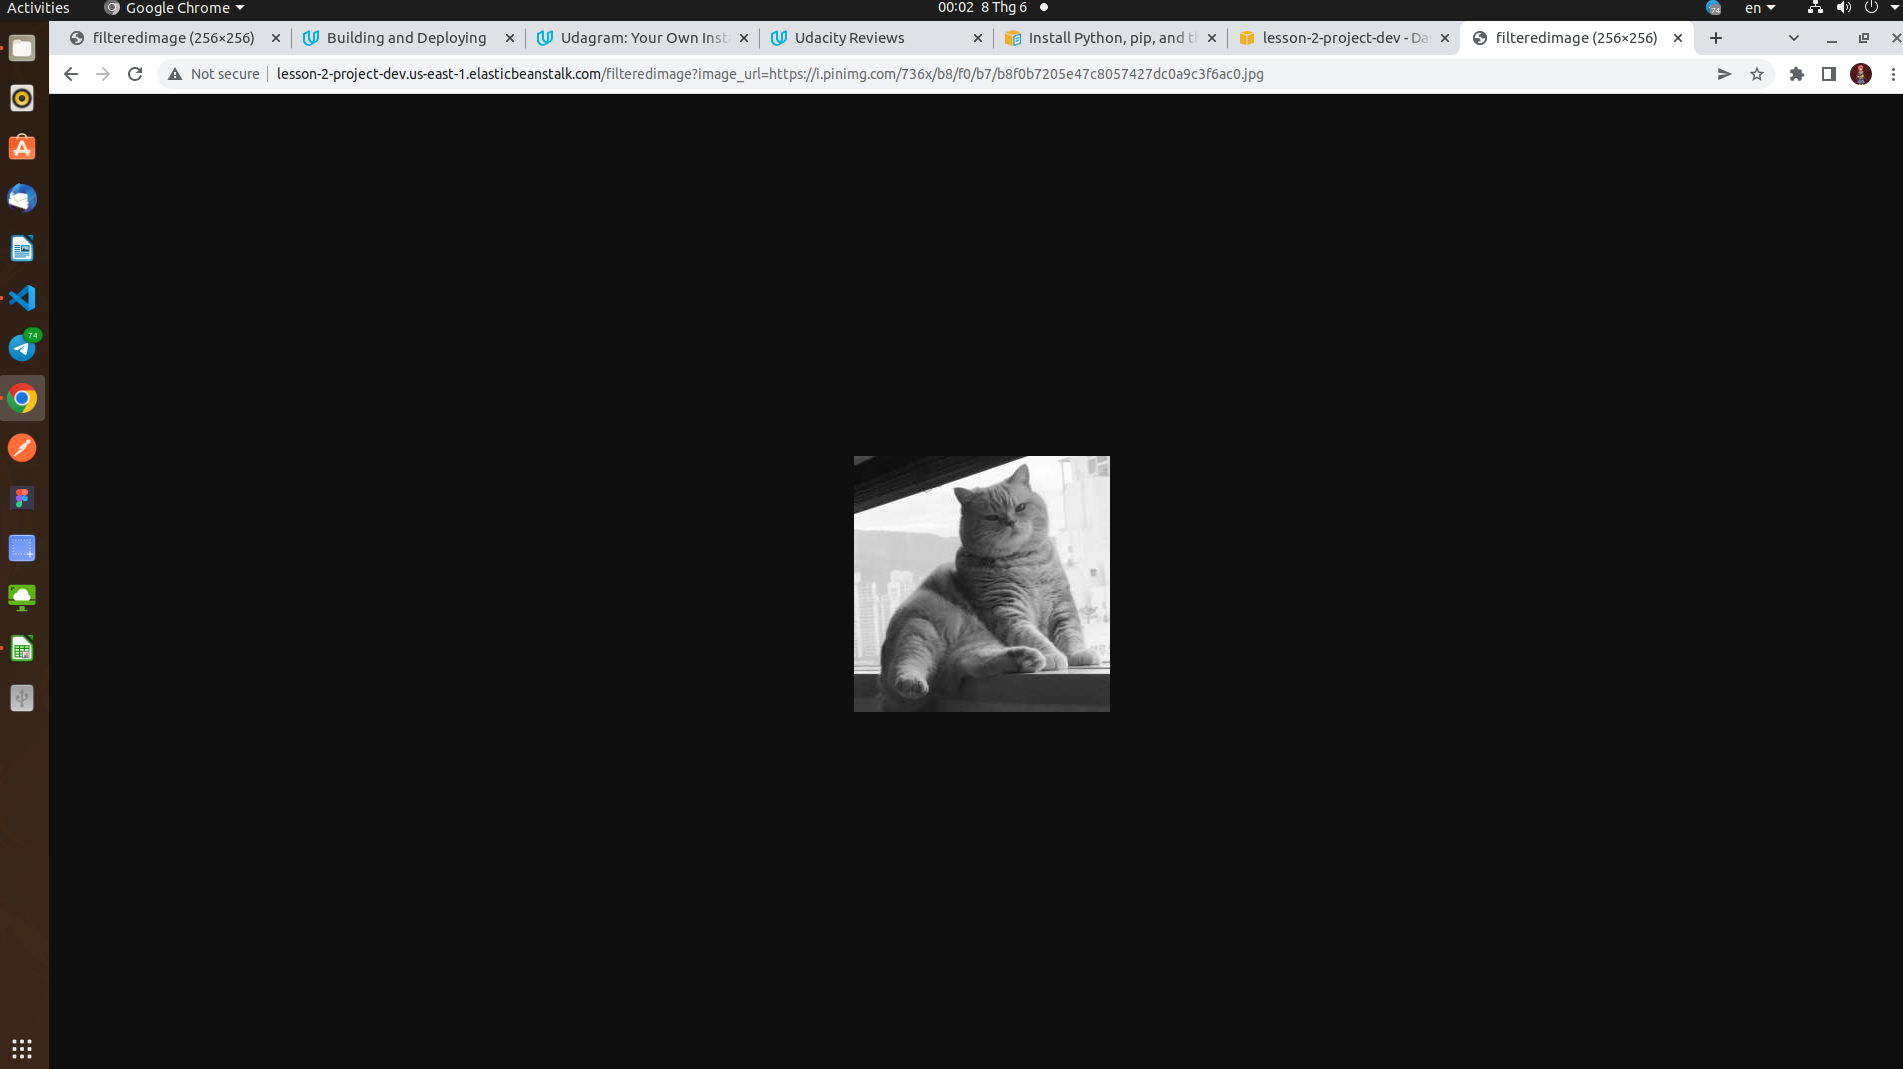 Activities
Google Chrome
00:02 8 Thg 6
74
en
filteredimage (256×256)
Building and Deploying
Udagram: Your Own Inst
Udacity Reviews
Install Python, pip, and th
lesson-2-project-dev - Da
filteredimage (256×256)
Not secure
lesson-2-project-dev.us-east-1.elasticbeanstalk.com/filteredimage?image_url=https://i.pinimg.com/736x/b8/f0/b7/b8f0b7205e47c8057427dc0a9c3f6ac0.jpg
74